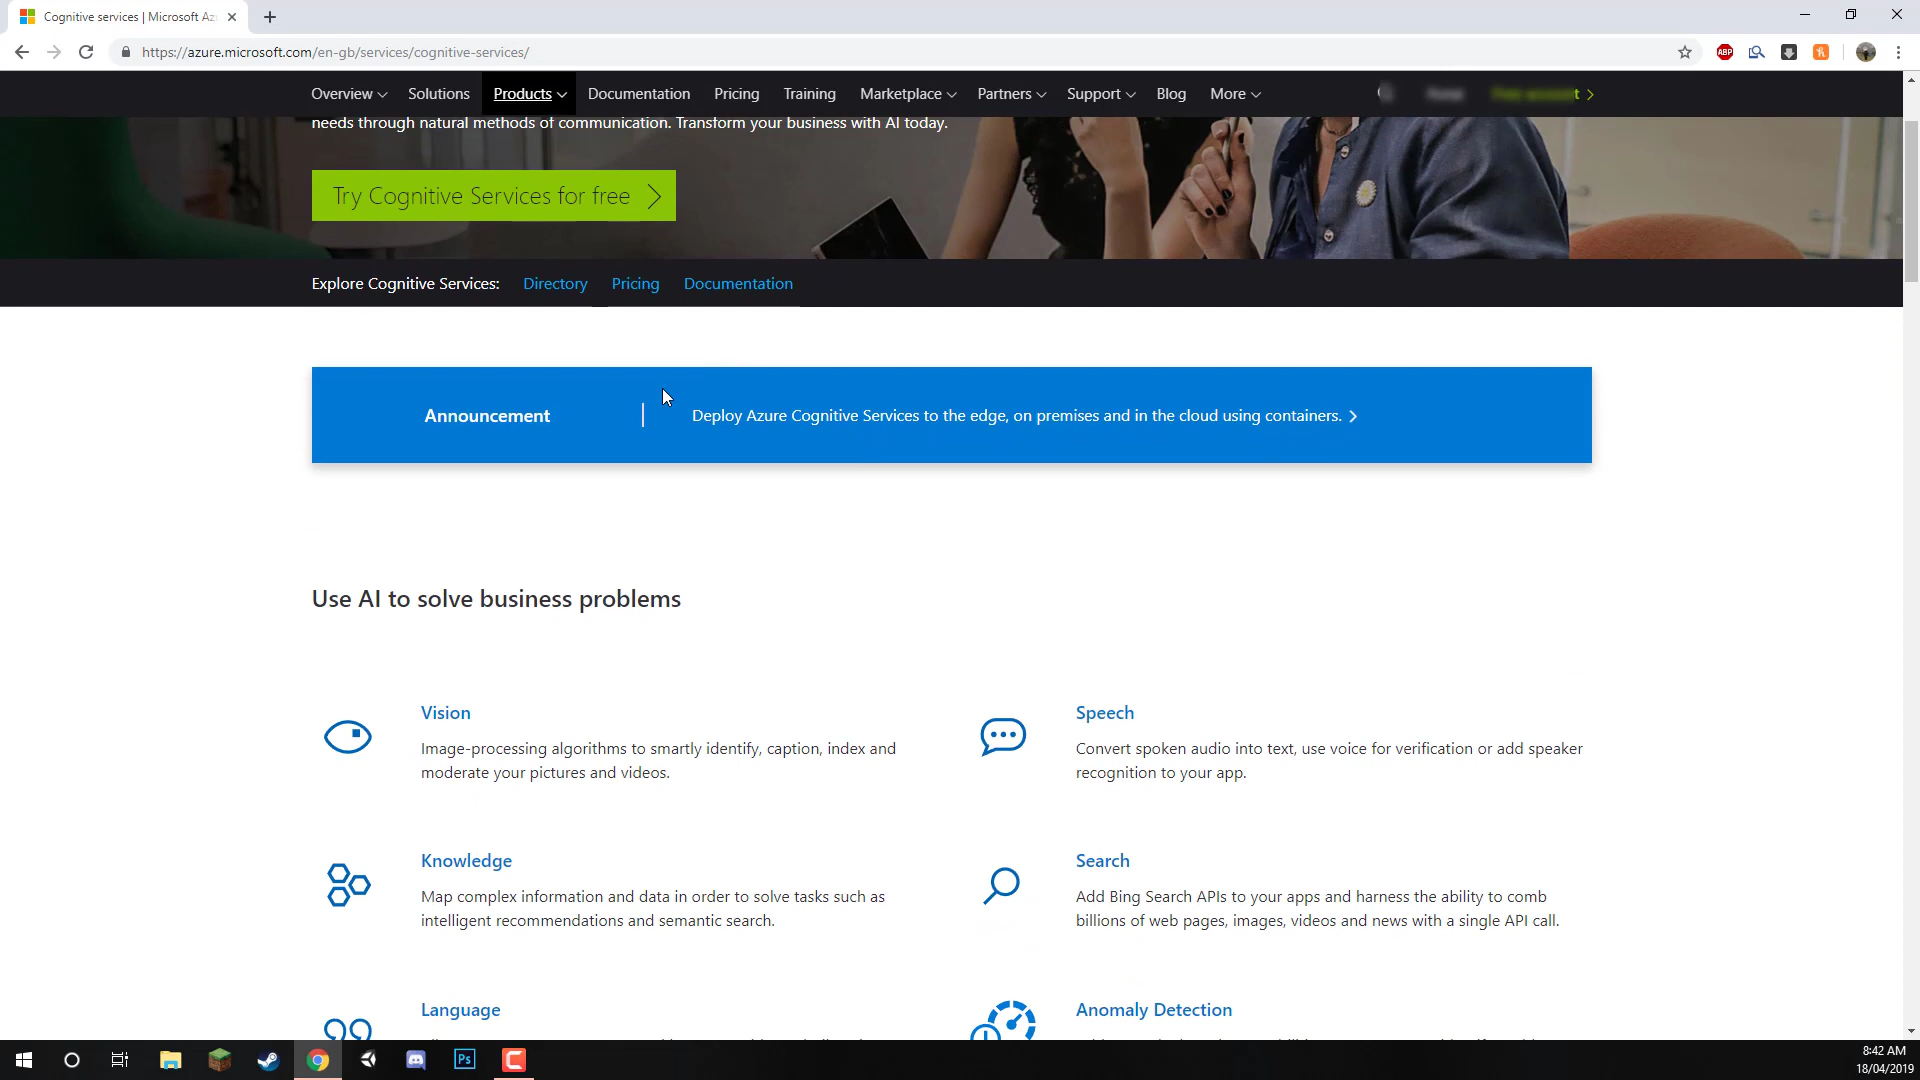 Cognitive services | Microsoft Az
https://azure.microsoft.com/en-gb/services/cognitive-services/
ABP
Overview Solutions Products Documentation Pricing Training Marketplace Partners Support Blog More
needs through natural methods of communication. Transform your business with AI today.
Try Cognitive Services for free
Explore Cognitive Services: Directory Pricing Documentation
Announcement Deploy Azure Cognitive Services to the edge, on premises and in the cloud using containers.
Use AI to solve business problems
Vision
Image-processing algorithms to smartly identify, caption, index and
moderate your pictures and videos.
Speech
Convert spoken audio into text, use voice for verification or add speaker
recognition to your app.
Knowledge
Map complex information and data in order to solve tasks such as
intelligent recommendations and semantic search.
Search
Add Bing Search APIs to your apps and harness the ability to comb
billions of web pages, images, videos and news with a single API call.
Language
Anomaly Detection
Ps
8:42 AM
18/04/2019